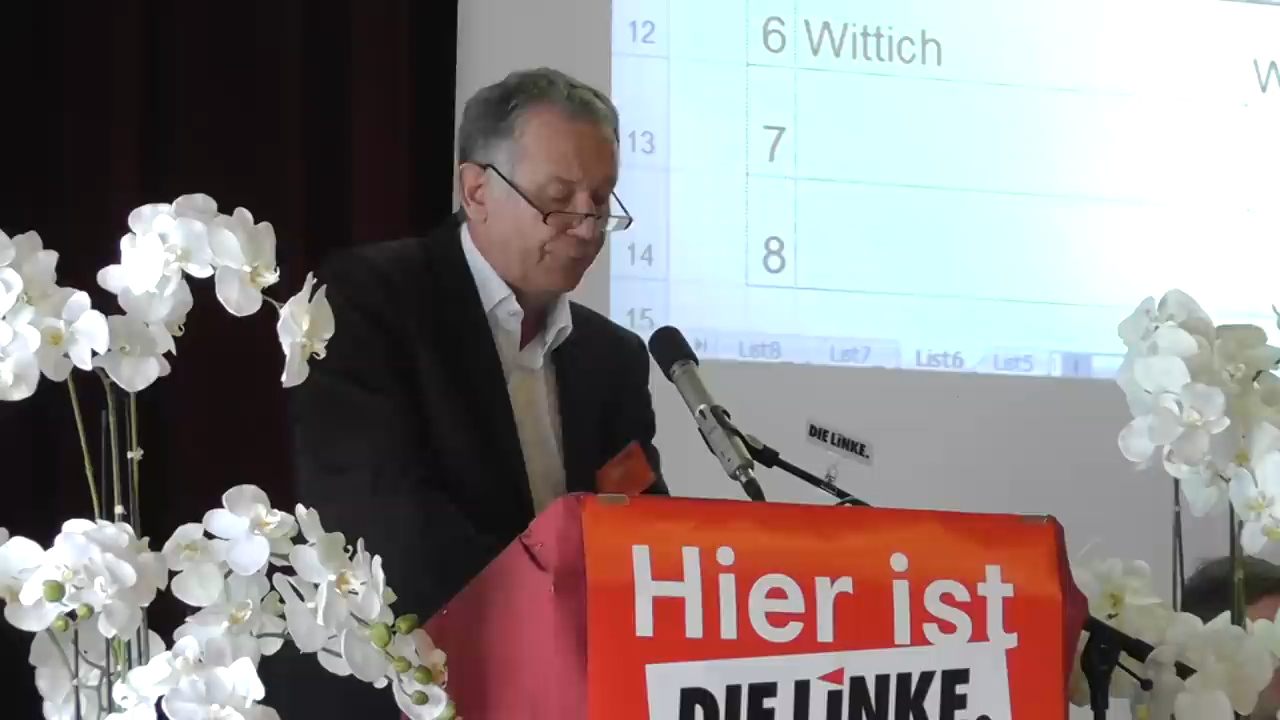 12 6 Wittich W
13 7
14 8
15
List8 List7 List6 List5
DIE LINKE.
Hier ist
DIE LINKE.